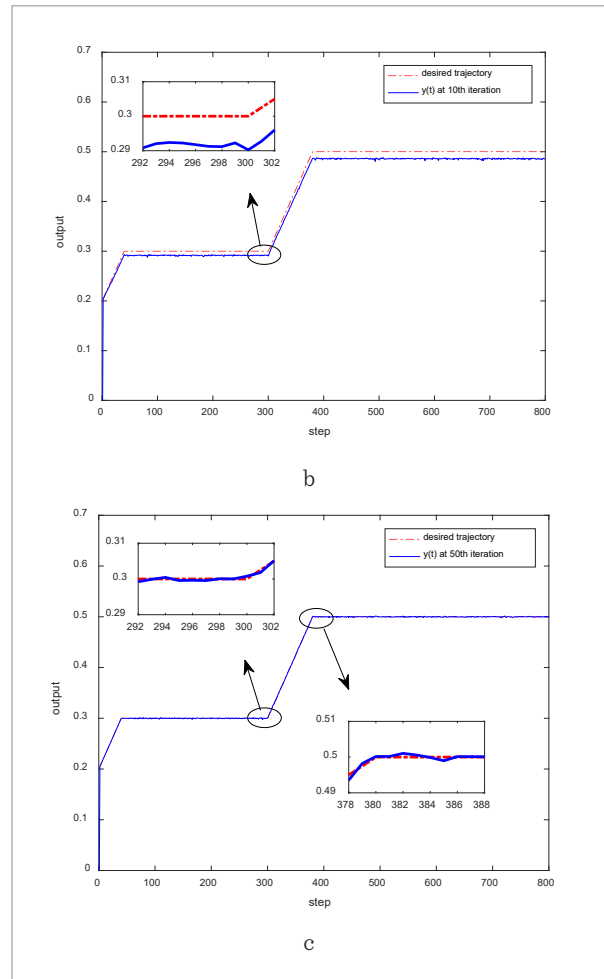 0.7
0.6
0.5
0.4
0.3
0.2
0.1
0
output
0.31
0.3
0.29
292 294 296 298 300 302
desired trajectory
y(t) at 10th iteration
0 100 200 300 400 500 600 700 800
step
b
0.7
0.6
0.5
0.4
0.3
0.2
0.1
0
output
0.31
0.3
0.29
292 294 296 298 300 302
desired trajectory
y(t) at 50th iteration
0.51
0.5
0.49
378 380 382 384 386 388
0 100 200 300 400 500 600 700 800
step
c